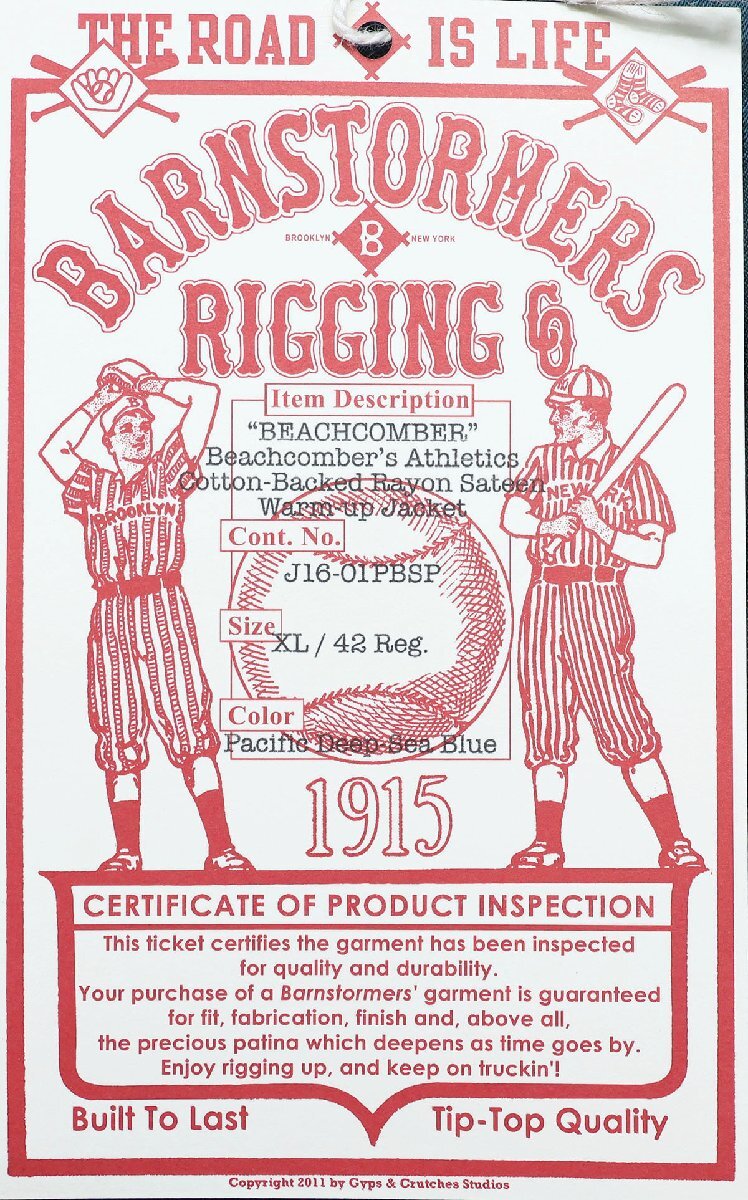 THE ROAD IS LIFE
BARNSTORMERS
BROOKLYN B NEW YORK
RIGGING CO
Item Description
"BEACHCOMBER"
Beachcomber's Athletics
Cotton-Backed Rayon Sateen
Warm-up Jacket
BROOKLYN
NEW YORK
Cont. No.
J16-01PBSP
Size
XL / 42 Reg.
Color
Pacific Deep-Sea Blue
1915
CERTIFICATE OF PRODUCT INSPECTION
This ticket certifies the garment has been inspected
for quality and durability.
Your purchase of a Barnstormers' garment is guaranteed
for fit, fabrication, finish and, above all,
the precious patina which deepens as time goes by.
Enjoy rigging up, and keep on truckin'!
Built To Last Tip-Top Quality
Copyright 2011 by Gyps & Crutches Studios